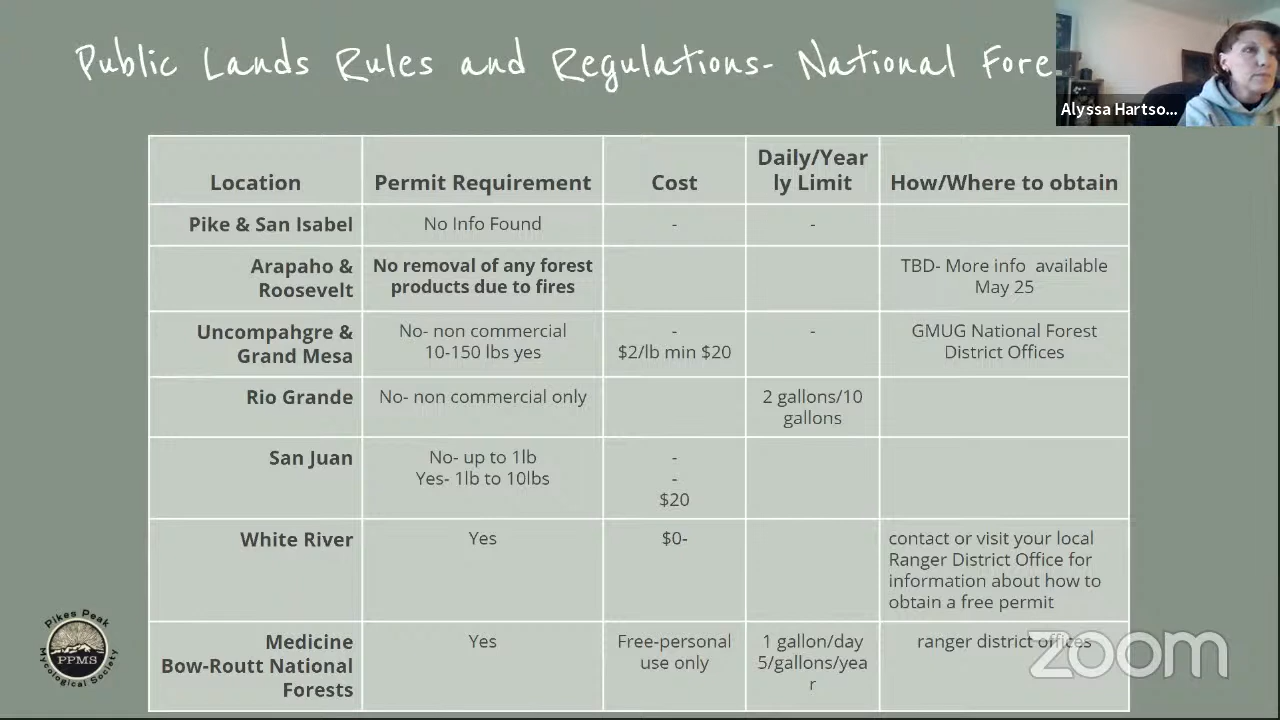 Public Lands Rules and Regulations- National Fore
Alyssa Hartso...
Location Permit Requirement Cost Daily/Year
ly Limit How/Where to obtain
Pike & San Isabel No Info Found - -
Arapaho &
Roosevelt
No removal of any forest
products due to fires
TBD- More info available
May 25
Uncompahgre &
Grand Mesa
No- non commercial
10-150 lbs yes
-
$2/lb min $20
-
GMUG National Forest
District Offices
Rio Grande
No- non commercial only
2 gallons/10
gallons
San Juan
No- up to 1lb
Yes- 1lb to 10lbs
-
-
$20
White River
Yes
$0-
contact or visit your local
Ranger District Office for
information about how to
obtain a free permit
Medicine
Bow-Routt National
Forests
Yes
Free-personal
use only
1 gallon/day
5/gallons/yea
r
ranger district offices
zoom
Pikes Peak
PPMS
Mycological Society